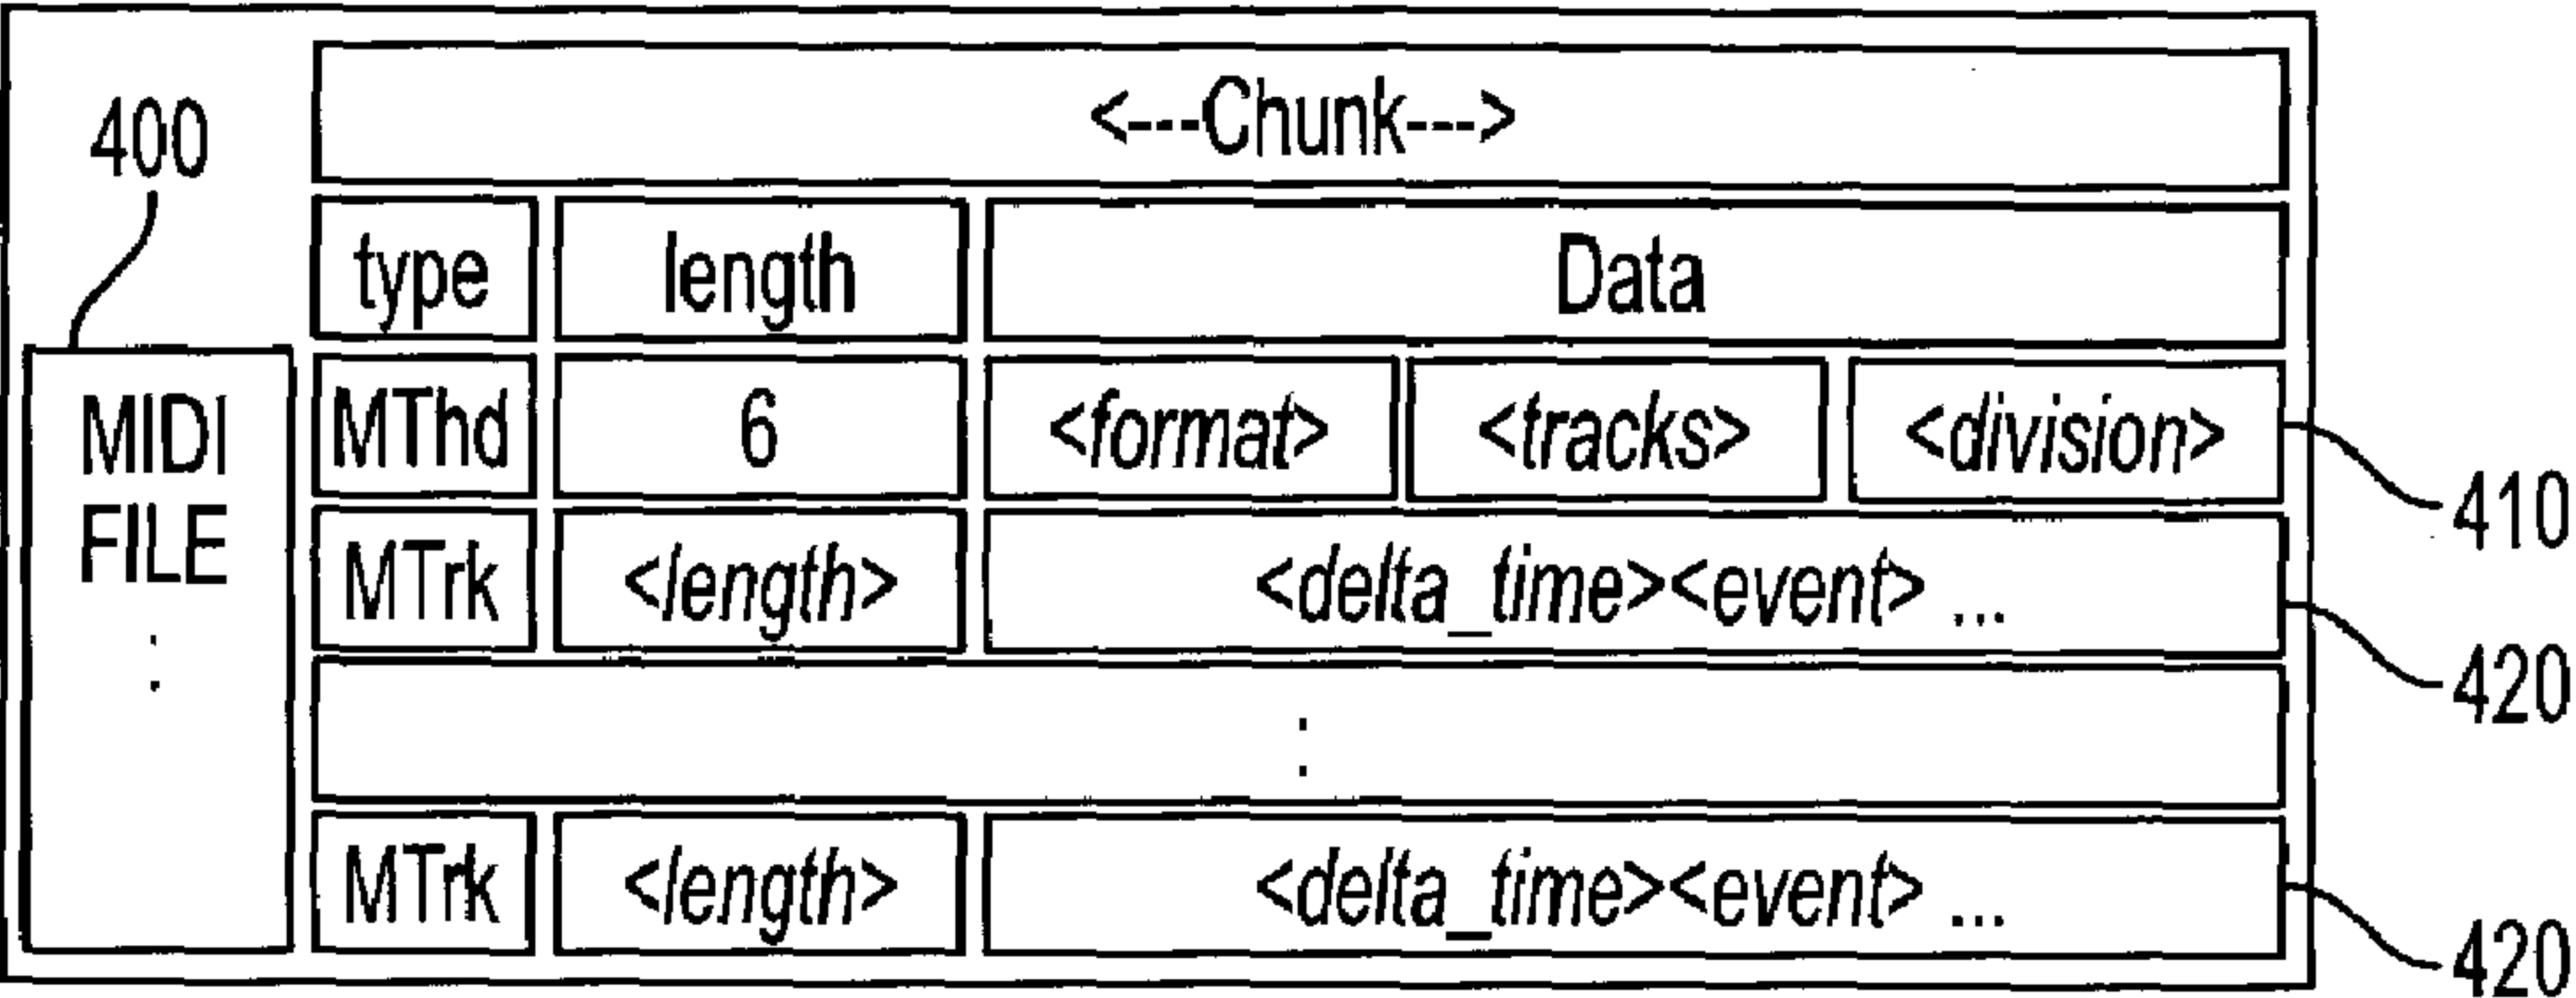 <---Chunk--->
400
type length Data
MIDI FILE
MThd 6 <format> <tracks> <division>
410
MTrk <length> <delta_time><event> ...
420
:
:
MTrk <length> <delta_time><event> ...
420